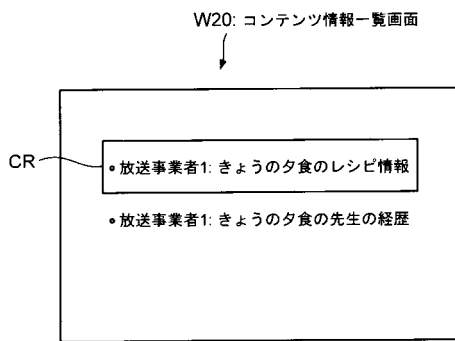 W20: コンテンツ情報一覧画面
CR
放送事業者1: きょうの夕食のレシピ情報
放送事業者1: きょうの夕食の先生の経歴